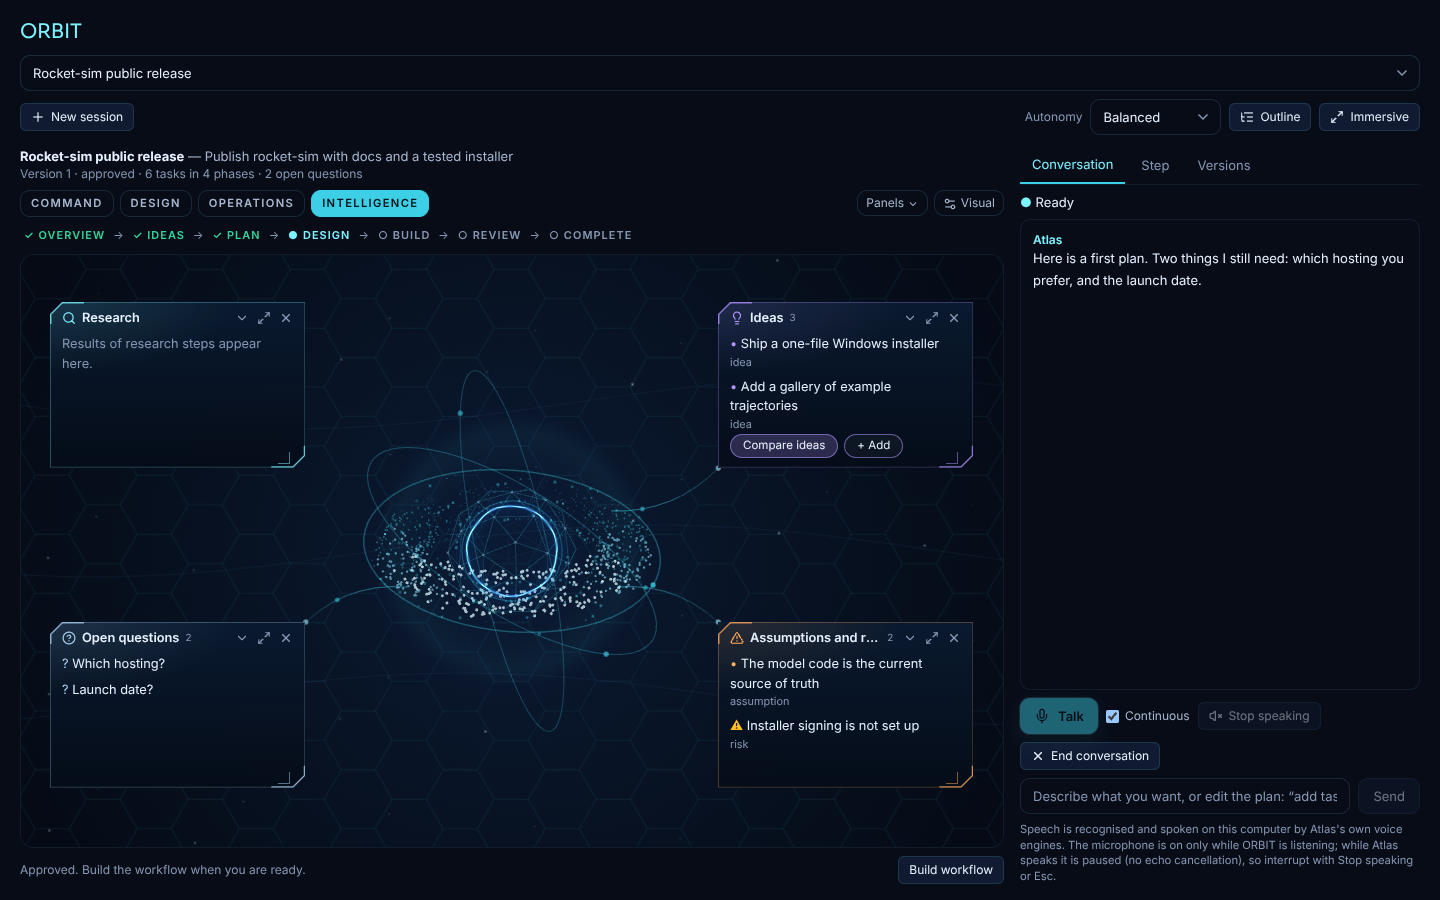 ORBIT
Rocket-sim public release
+ New session
Autonomy Balanced Outline Immersive
Rocket-sim public release — Publish rocket-sim with docs and a tested installer
Version 1 · approved · 6 tasks in 4 phases · 2 open questions
COMMAND DESIGN OPERATIONS INTELLIGENCE
Panels Visual
✓ OVERVIEW → ✓ IDEAS → ✓ PLAN → ● DESIGN → ○ BUILD → ○ REVIEW → ○ COMPLETE
Research
Results of research steps appear
here.
Ideas 3
• Ship a one-file Windows installer
idea
• Add a gallery of example
trajectories
idea
Compare ideas + Add
Open questions 2
? Which hosting?
? Launch date?
Assumptions and r... 2
• The model code is the current
source of truth
assumption
⚠ Installer signing is not set up
risk
Approved. Build the workflow when you are ready.
Build workflow
Conversation Step Versions
Ready
Atlas
Here is a first plan. Two things I still need: which hosting you
prefer, and the launch date.
Talk Continuous Stop speaking
End conversation
Describe what you want, or edit the plan: “add tas
Send
Speech is recognised and spoken on this computer by Atlas's own voice
engines. The microphone is on only while ORBIT is listening; while Atlas
speaks it is paused (no echo cancellation), so interrupt with Stop speaking
or Esc.